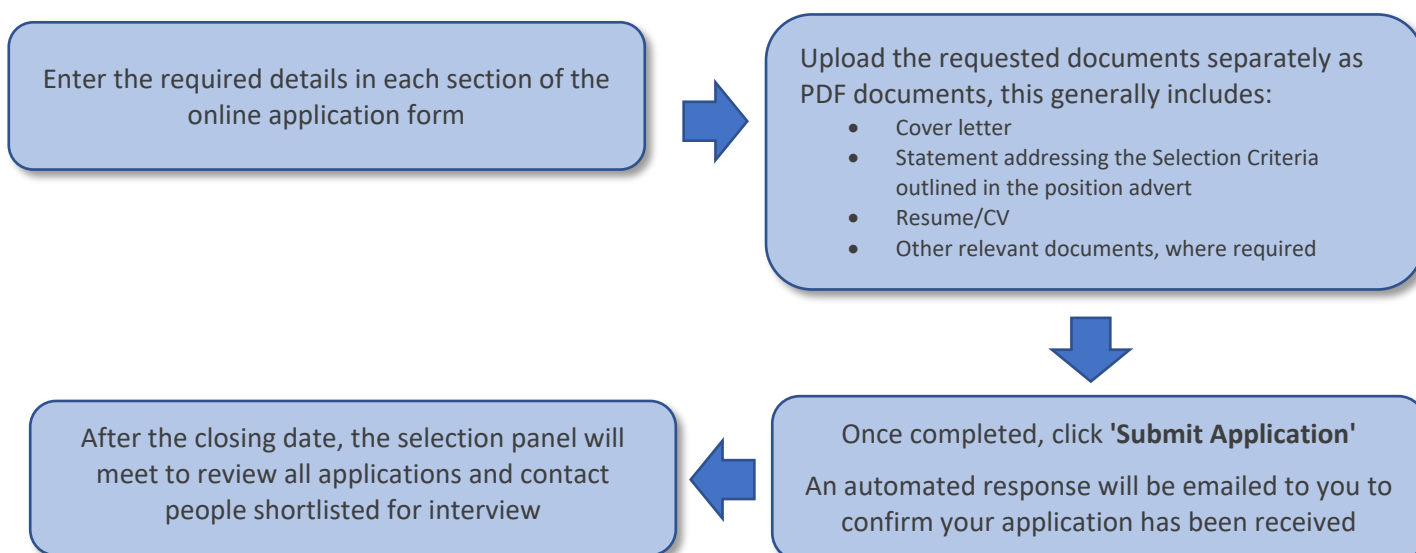 Enter the required details in each section of the
online application form
Upload the requested documents separately as
PDF documents, this generally includes:
• Cover letter
• Statement addressing the Selection Criteria
outlined in the position advert
• Resume/CV
• Other relevant documents, where required
Once completed, click 'Submit Application'
An automated response will be emailed to you to
confirm your application has been received
After the closing date, the selection panel will
meet to review all applications and contact
people shortlisted for interview